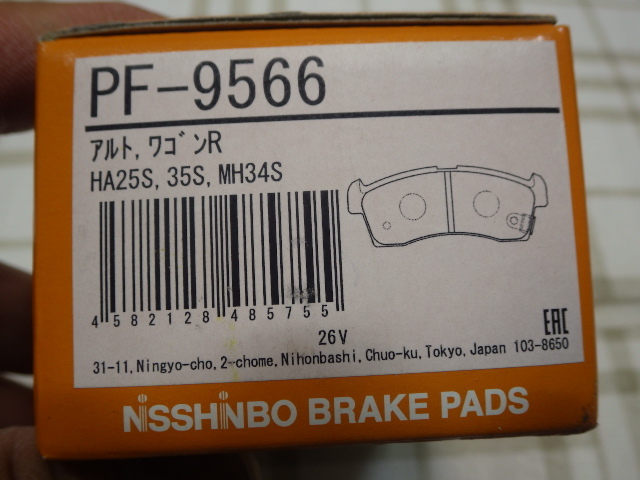 PF-9566
アルト, ワゴンR
HA25S, 35S, MH34S
4 582128 485755
26V
EAC
31-11, Ningyo-cho, 2-chome, Nihonbashi, Chuo-ku, Tokyo, Japan 103-8650
NiSSHiNBO BRAKE PADS